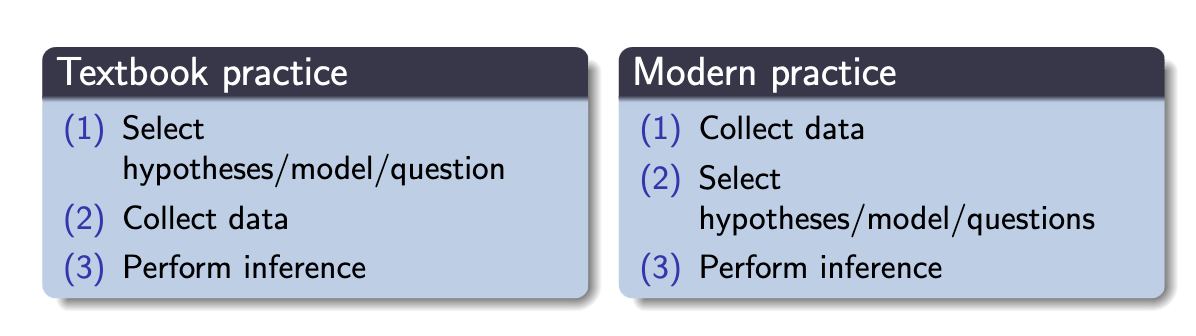 Textbook practice
(1) Select
hypotheses/model/question
(2) Collect data
(3) Perform inference
Modern practice
(1) Collect data
(2) Select
hypotheses/model/questions
(3) Perform inference